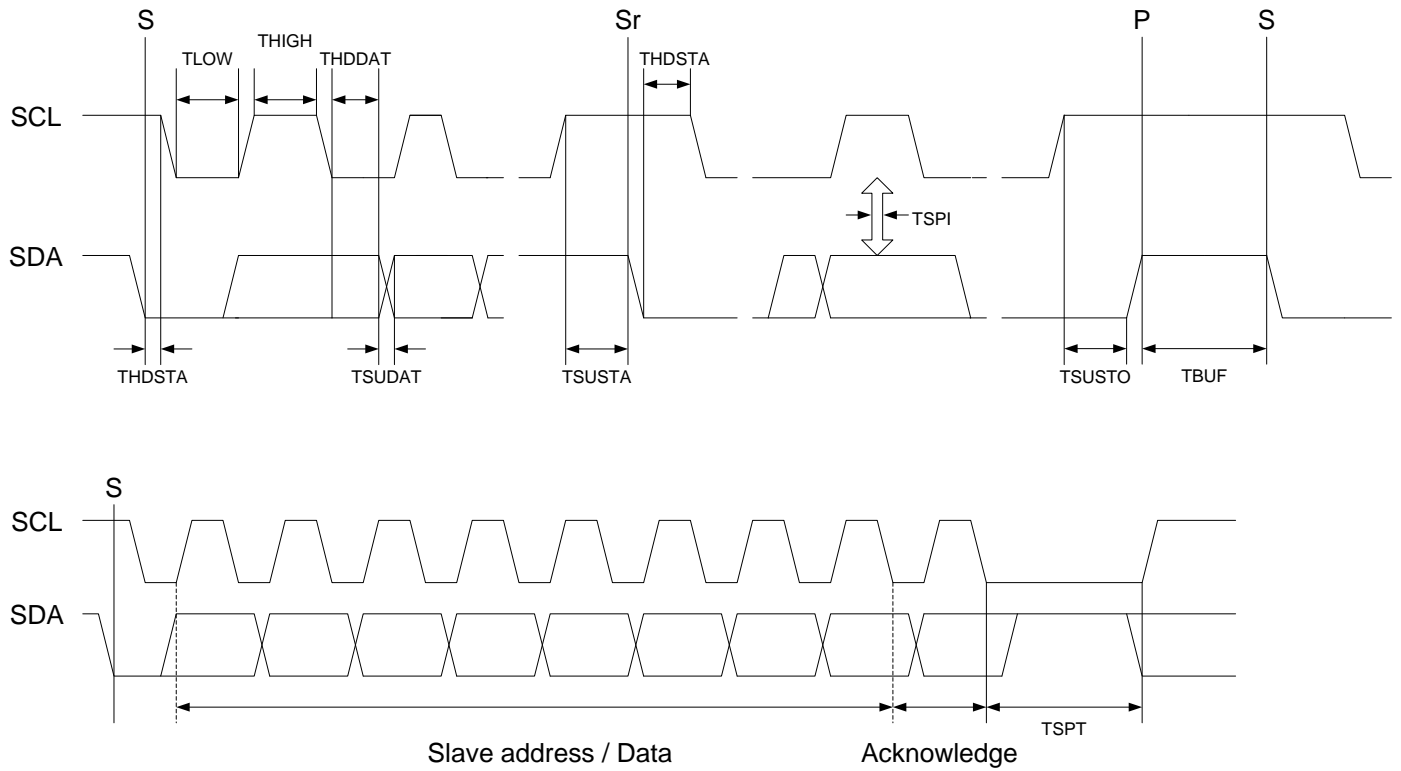 S Sr P S
TLOW THIGH THDDAT THDSTA
SCL
TSPI
SDA
THDSTA TSUDAT TSUSTA TSUSTO TBUF
S
SCL
SDA
TSPT
Slave address / Data Acknowledge